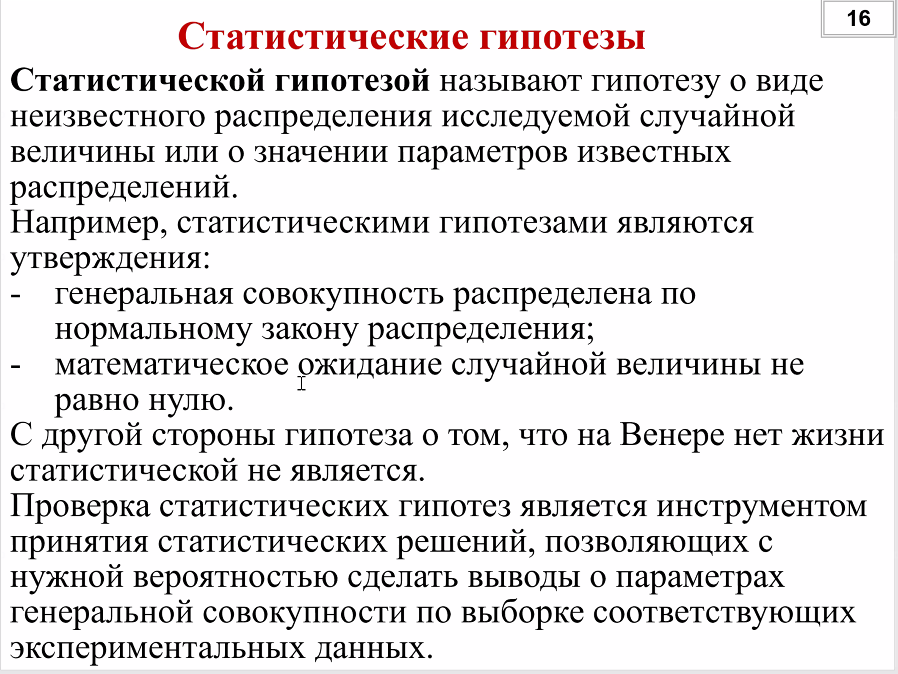 16
Статистические гипотезы
Статистической гипотезой называют гипотезу о виде
неизвестного распределения исследуемой случайной
величины или о значении параметров известных
распределений.
Например, статистическими гипотезами являются
утверждения:
- генеральная совокупность распределена по
нормальному закону распределения;
- математическое ожидание случайной величины не
равно нулю.
С другой стороны гипотеза о том, что на Венере нет жизни
статистической не является.
Проверка статистических гипотез является инструментом
принятия статистических решений, позволяющих с
нужной вероятностью сделать выводы о параметрах
генеральной совокупности по выборке соответствующих
экспериментальных данных.